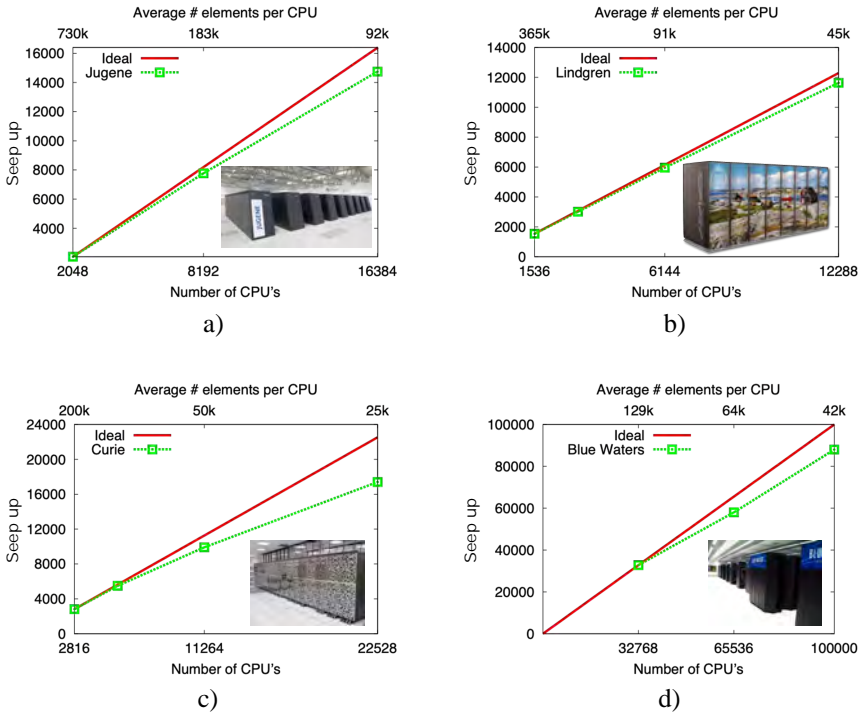 Average # elements per CPU
730k 183k 92k
16400
14000
12000
10000
8000
6000
4000
Seep up
Ideal
Jugene
JUGENE
2048 8192 16384
Number of CPU's
a)
Average # elements per CPU
365k 91k 45k
14000
12000
10000
8000
6000
4000
2000
0
Seep up
Ideal
Lindgren
1536 6144 12288
Number of CPU's
b)
Average # elements per CPU
200k 50k 25k
24000
20000
16000
12000
8000
4000
0
Seep up
Ideal
Curie
2816 11264 22528
Number of CPU's
c)
Average # elements per CPU
129k 64k 42k
100000
80000
60000
40000
20000
0
Seep up
Ideal
Blue Waters
32768 65536 100000
Number of CPU's
d)